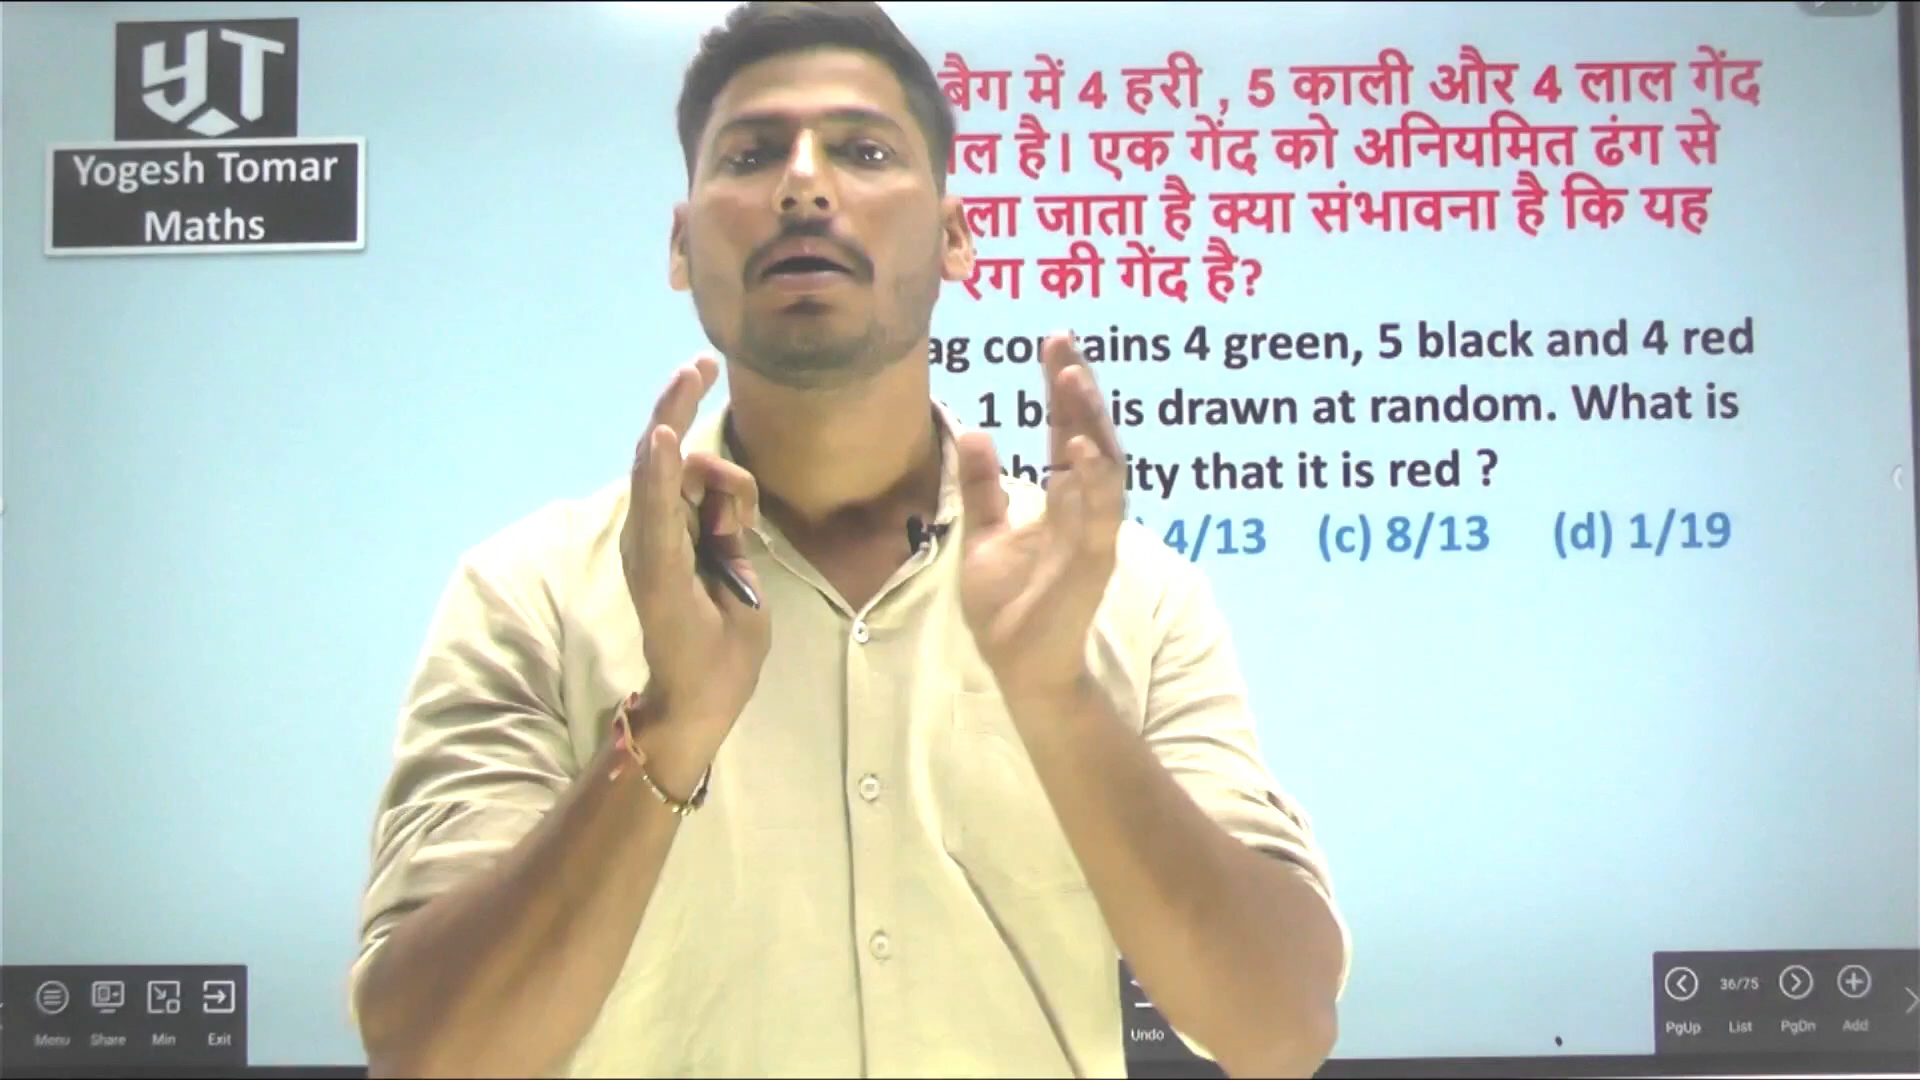 YT
Yogesh Tomar
Maths
बैग में 4 हरी , 5 काली और 4 लाल गेंद
है। एक गेंद को अनियमित ढंग से
जाता है क्या संभावना है कि यह
रंग की गेंद है?
contains 4 green, 5 black and 4 red
1 is drawn at random. What is
that it is red ?
4/13 (c) 8/13 (d) 1/19
Menu Share Min Exit
Undo
36/75
PgUp List PgDn Add